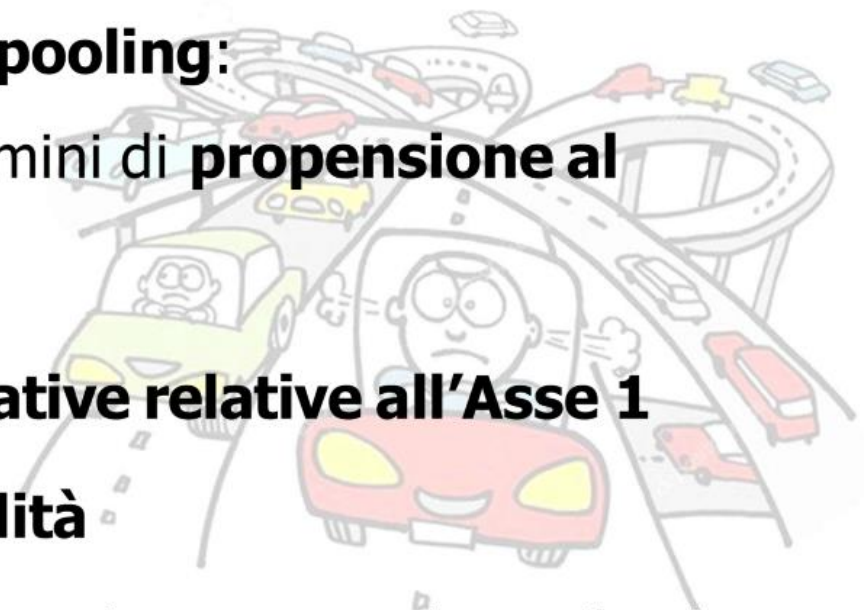 pooling:
mini di propensione al
ative relative all’Asse 1
lità